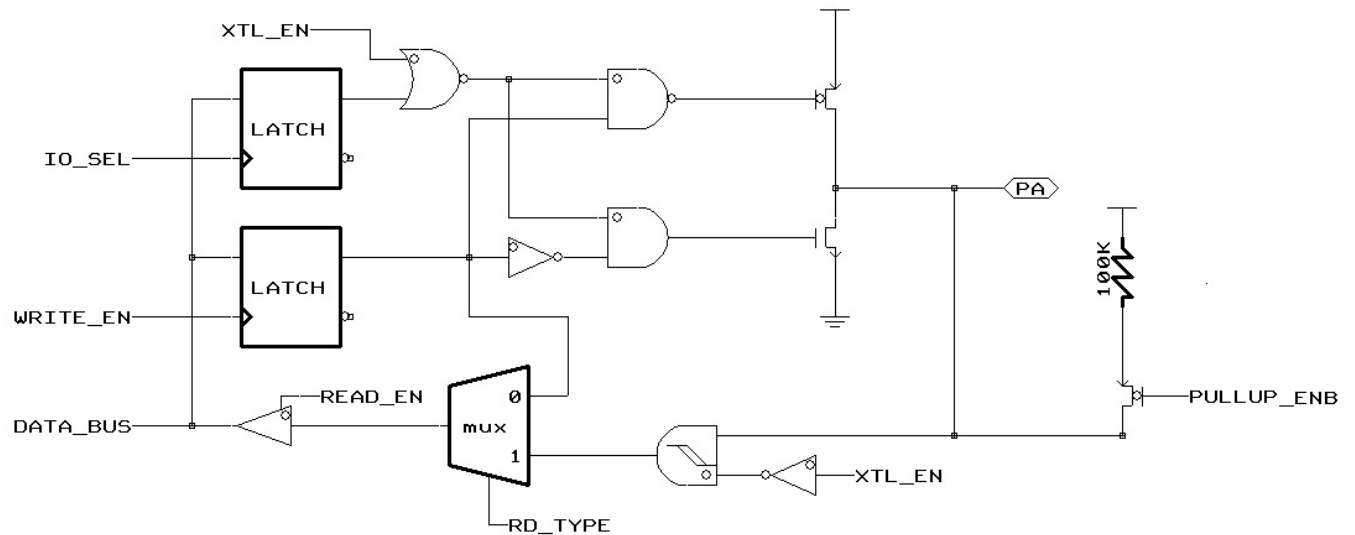 XTL_EN
LATCH
IO_SEL
PA
100K
LATCH
WRITE_EN
READ_EN
0
PULLUP_ENB
DATA_BUS
mux
1
XTL_EN
RD_TYPE